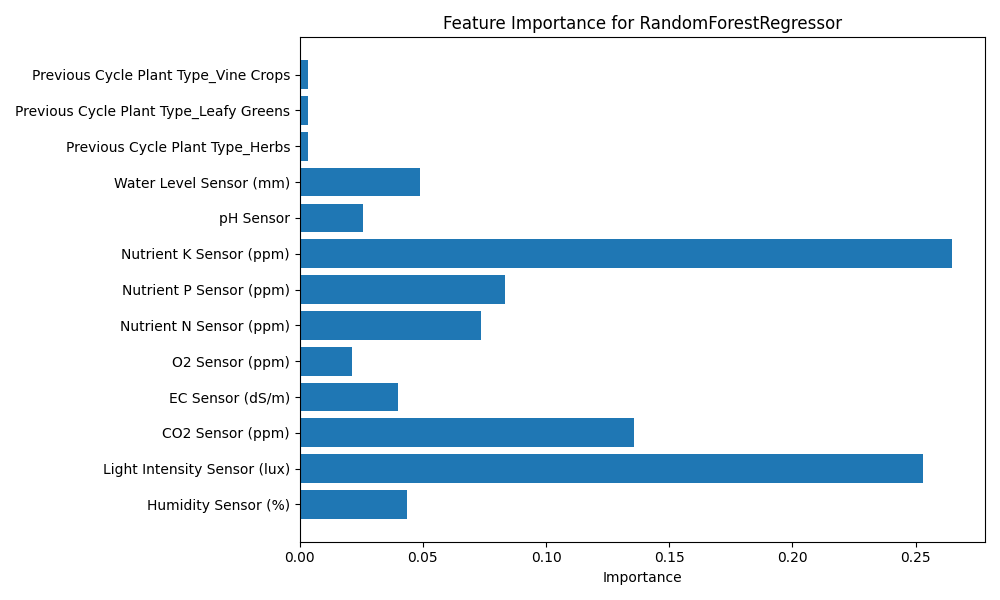 Feature Importance for RandomForestRegressor
Previous Cycle Plant Type_Vine Crops
Previous Cycle Plant Type_Leafy Greens
Previous Cycle Plant Type_Herbs
Water Level Sensor (mm)
pH Sensor
Nutrient K Sensor (ppm)
Nutrient P Sensor (ppm)
Nutrient N Sensor (ppm)
O2 Sensor (ppm)
EC Sensor (dS/m)
CO2 Sensor (ppm)
Light Intensity Sensor (lux)
Humidity Sensor (%)
0.00 0.05 0.10 0.15 0.20 0.25
Importance